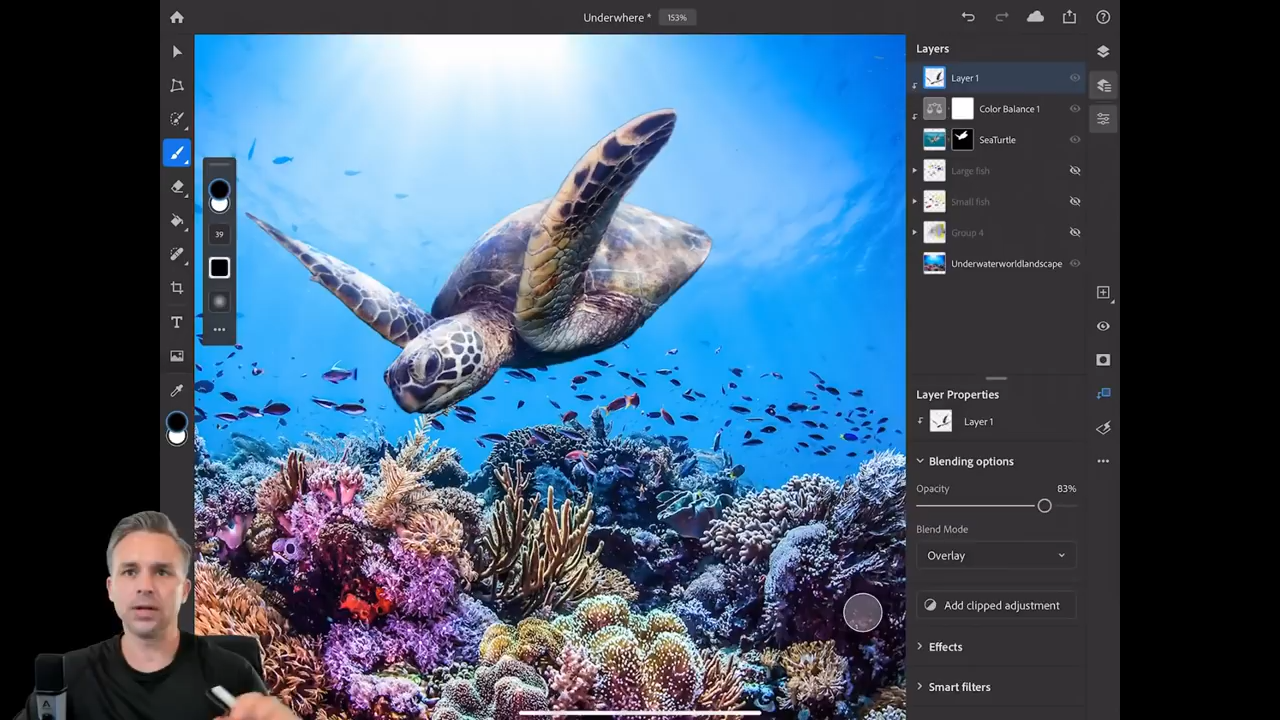 Underwhere * 153%
Layers
Layer 1
Color Balance 1
SeaTurtle
Large fish
Small fish
Group 4
Underwaterworldlandscape
39
Layer Properties
Layer 1
Blending options
Opacity 83%
Blend Mode
Overlay
Add clipped adjustment
Effects
Smart filters